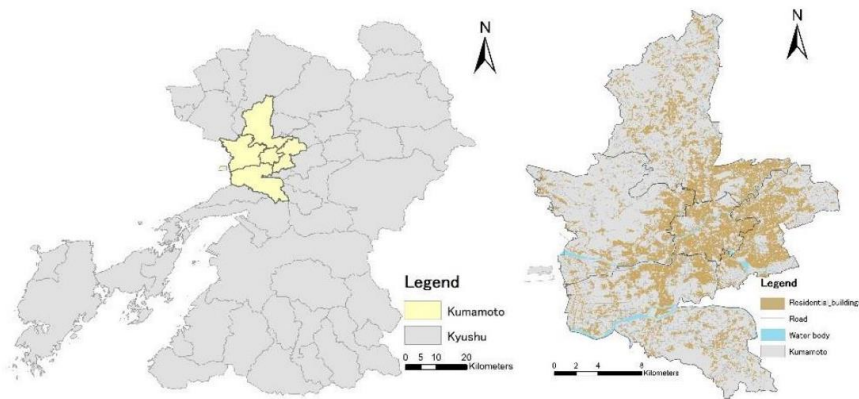 N
Legend
Kumamoto
Kyushu
0 5 10 20
Kilometers
N
Legend
Residential_building
Road
Water body
Kumamoto
0 2 4 8
Kilometers